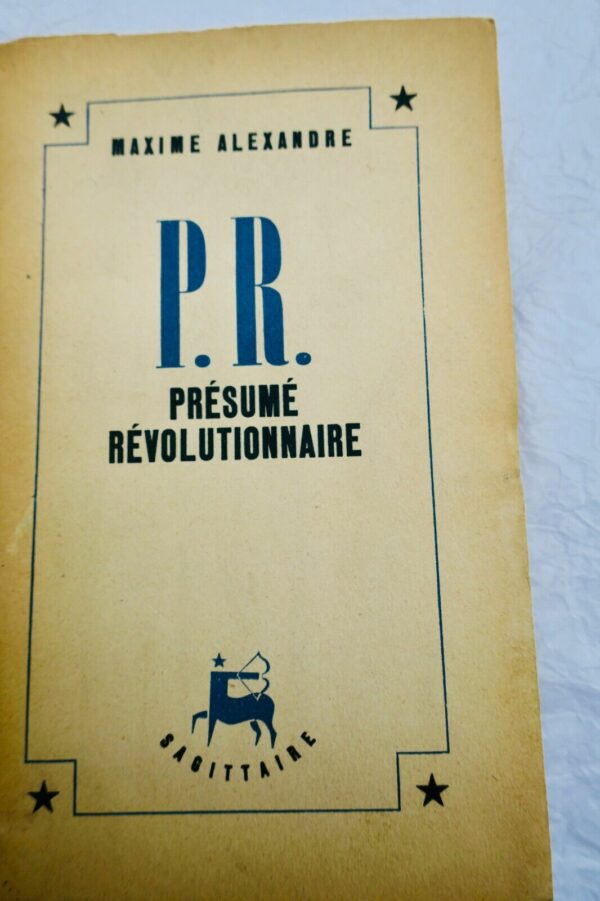 MAXIME ALEXANDRE
P. R.
PRÉSUMÉ
RÉVOLUTIONNAIRE
SAGITTAIRE